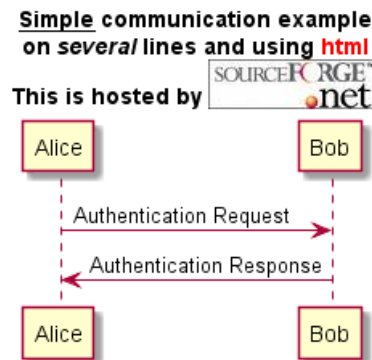 Simple communication example
on several lines and using html
This is hosted by SOURCEFORGE
.net
Alice Bob
Authentication Request
Authentication Response
Alice Bob